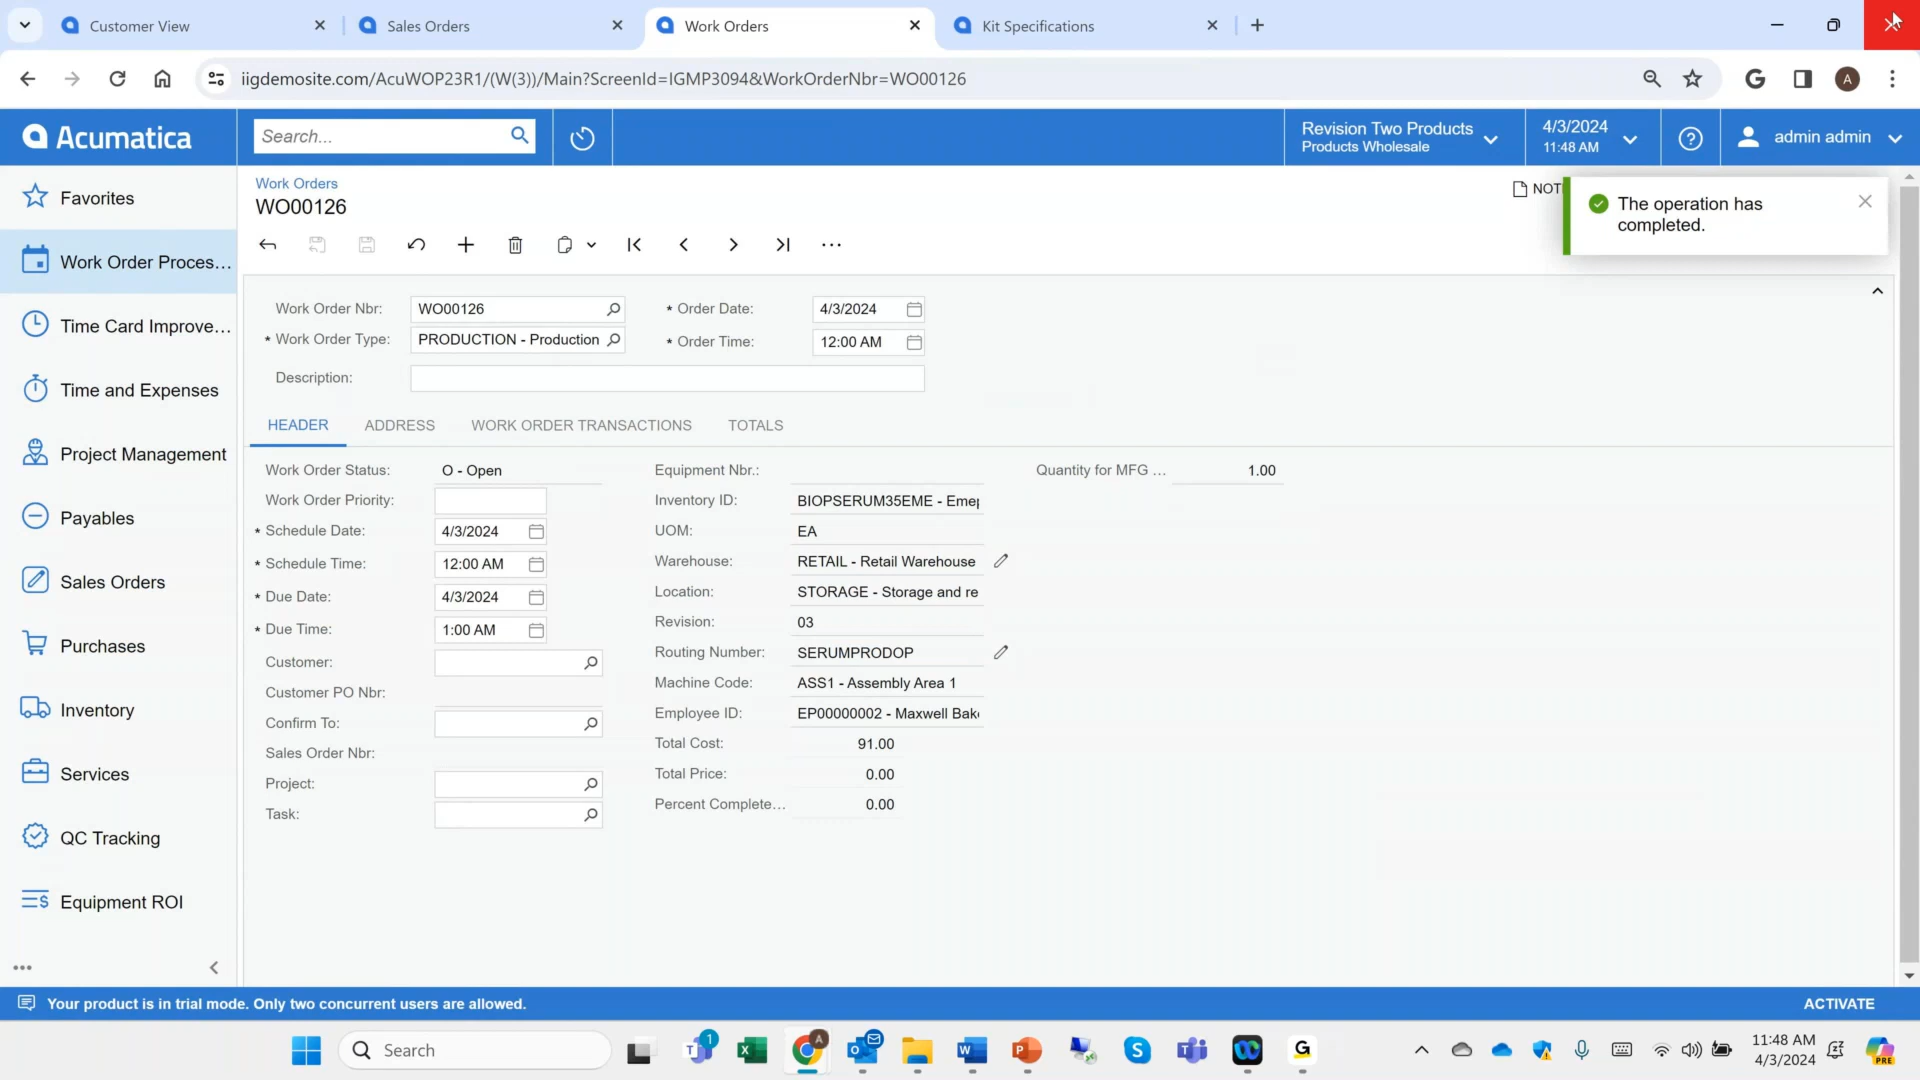 Customer View
Sales Orders
Work Orders
Kit Specifications
iigdemosite.com/AcuWOP23R1/(W(3))/Main?ScreenId=IGMP3094&WorkOrderNbr=WO00126
A
Acumatica
Search...
Revision Two Products
Products Wholesale
4/3/2024
11:48 AM
admin admin
Favorites
Work Order Proces...
Time Card Improve...
Time and Expenses
Project Management
Payables
Sales Orders
Purchases
Inventory
Services
QC Tracking
Equipment ROI
Work Orders
WO00126
NOT
The operation has
completed.
Work Order Nbr: WO00126
* Order Date: 4/3/2024
* Work Order Type: PRODUCTION - Production
* Order Time: 12:00 AM
Description:
HEADER ADDRESS WORK ORDER TRANSACTIONS TOTALS
Work Order Status: O - Open
Work Order Priority:
* Schedule Date: 4/3/2024
* Schedule Time: 12:00 AM
* Due Date: 4/3/2024
* Due Time: 1:00 AM
Customer:
Customer PO Nbr:
Confirm To:
Sales Order Nbr:
Project:
Task:
Equipment Nbr.:
Inventory ID: BIOPSERUM35EME - Emep
UOM: EA
Warehouse: RETAIL - Retail Warehouse
Location: STORAGE - Storage and re
Revision: 03
Routing Number: SERUMPRODOP
Machine Code: ASS1 - Assembly Area 1
Employee ID: EP00000002 - Maxwell Bak
Total Cost: 91.00
Total Price: 0.00
Percent Complete... 0.00
Quantity for MFG ... 1.00
Your product is in trial mode. Only two concurrent users are allowed.
ACTIVATE
Search
1
A
11:48 AM
4/3/2024
PRE